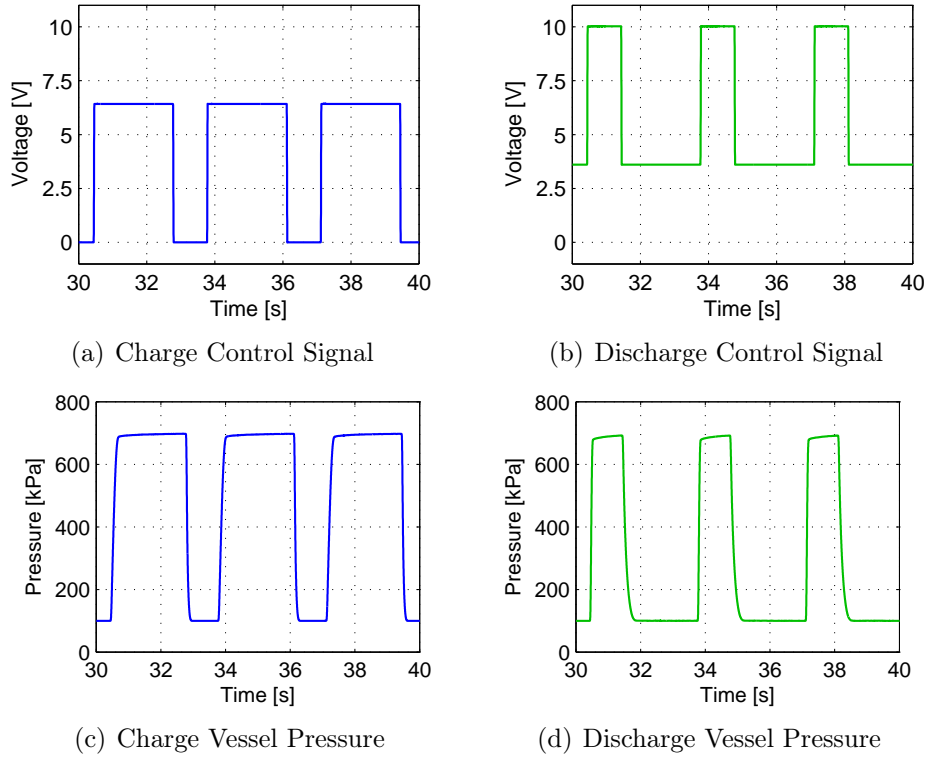 10
7.5
5
2.5
0
Voltage [V]
30 32 34 36 38 40
Time [s]
(a) Charge Control Signal
10
7.5
5
2.5
0
Voltage [V]
30 32 34 36 38 40
Time [s]
(b) Discharge Control Signal
800
600
400
200
0
Pressure [kPa]
30 32 34 36 38 40
Time [s]
(c) Charge Vessel Pressure
800
600
400
200
0
Pressure [kPa]
30 32 34 36 38 40
Time [s]
(d) Discharge Vessel Pressure